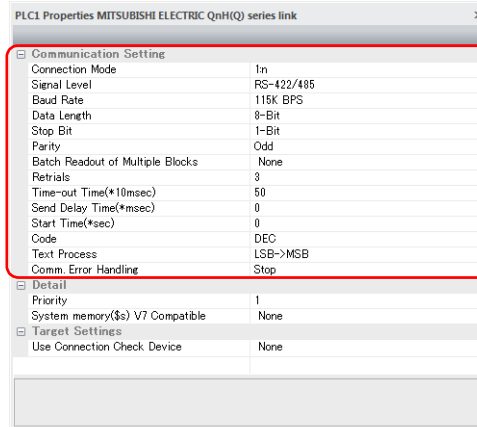 PLC1 Properties MITSUBISHI ELECTRIC QnH(Q) series link
Communication Setting
Connection Mode 1:n
Signal Level RS-422/485
Baud Rate 115K BPS
Data Length 8-Bit
Stop Bit 1-Bit
Parity Odd
Batch Readout of Multiple Blocks None
Retrials 3
Time-out Time(*10msec) 50
Send Delay Time(*msec) 0
Start Time(*sec) 0
Code DEC
Text Process LSB->MSB
Comm. Error Handling Stop
Detail
Priority 1
System memory($s) V7 Compatible None
Target Settings
Use Connection Check Device None